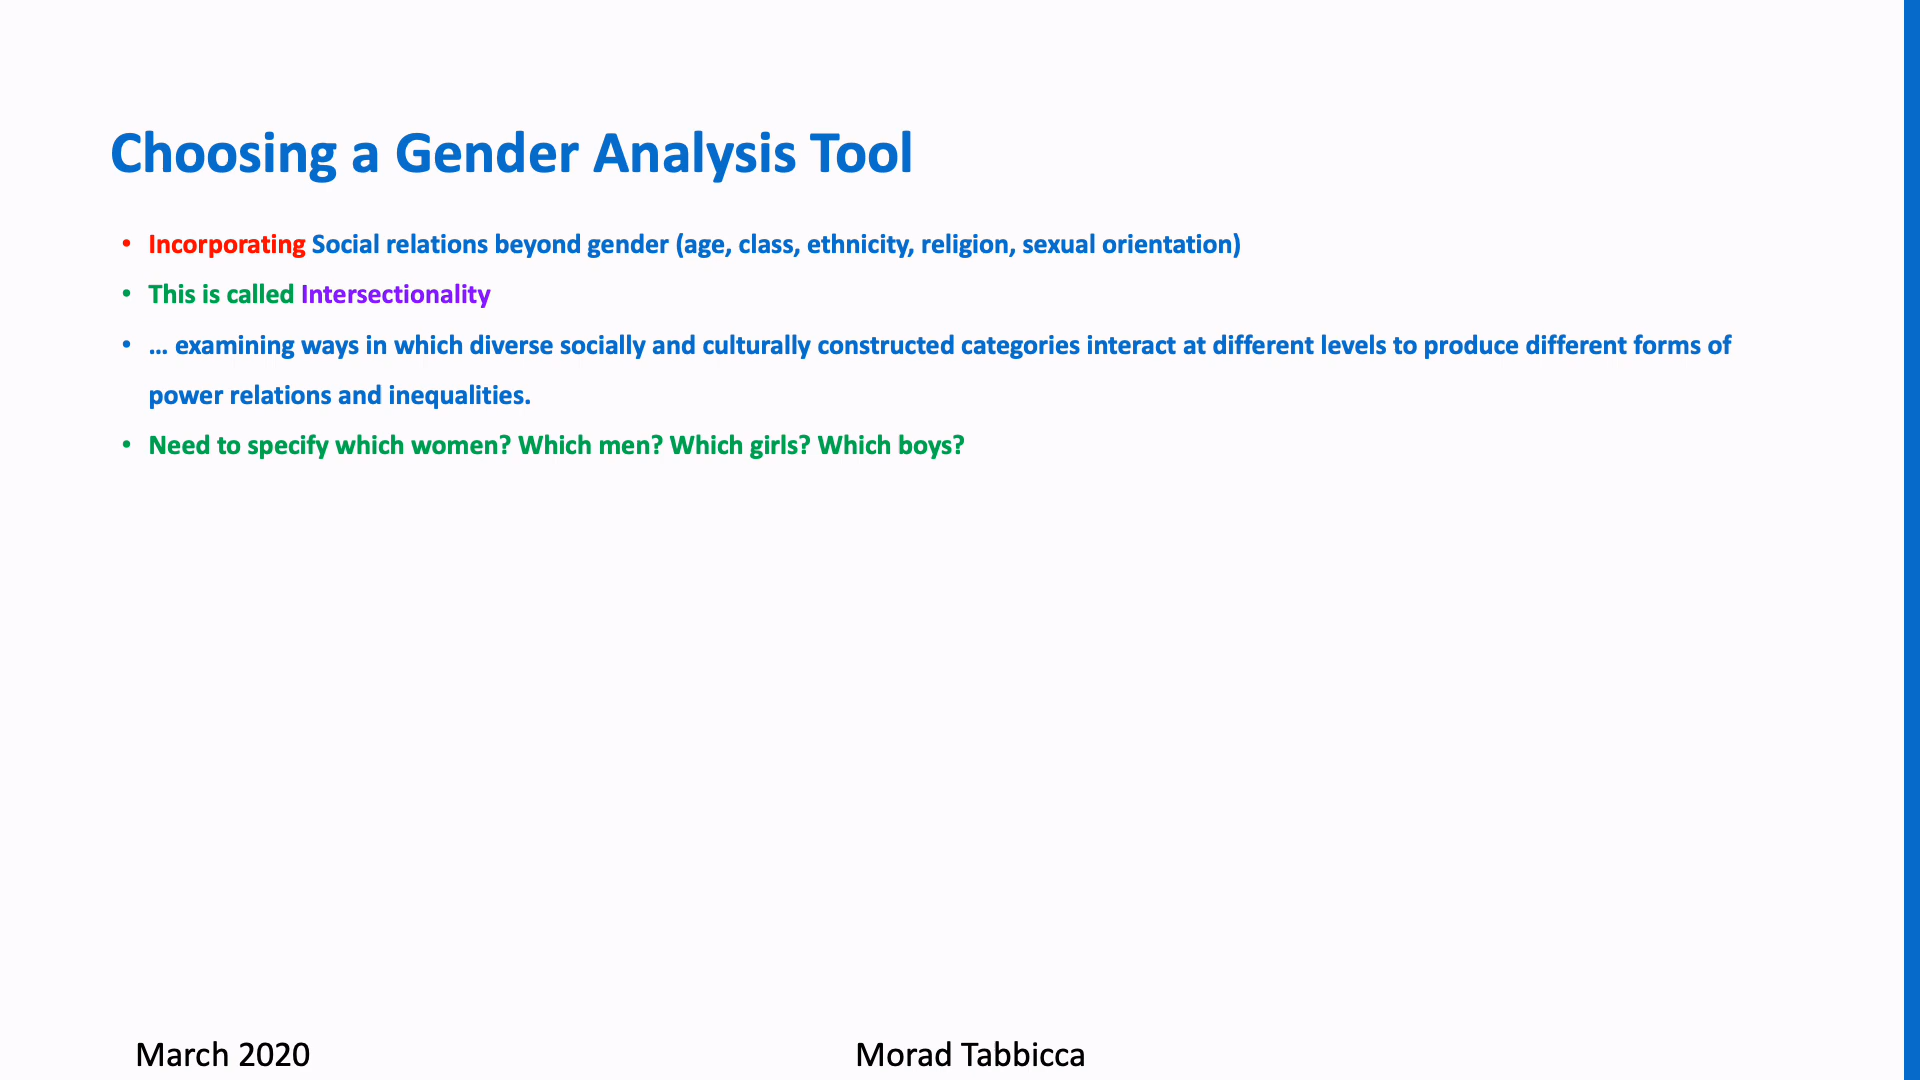 Choosing a Gender Analysis Tool
• Incorporating Social relations beyond gender (age, class, ethnicity, religion, sexual orientation)
• This is called Intersectionality
• ... examining ways in which diverse socially and culturally constructed categories interact at different levels to produce different forms of
power relations and inequalities.
• Need to specify which women? Which men? Which girls? Which boys?
March 2020
Morad Tabbicca